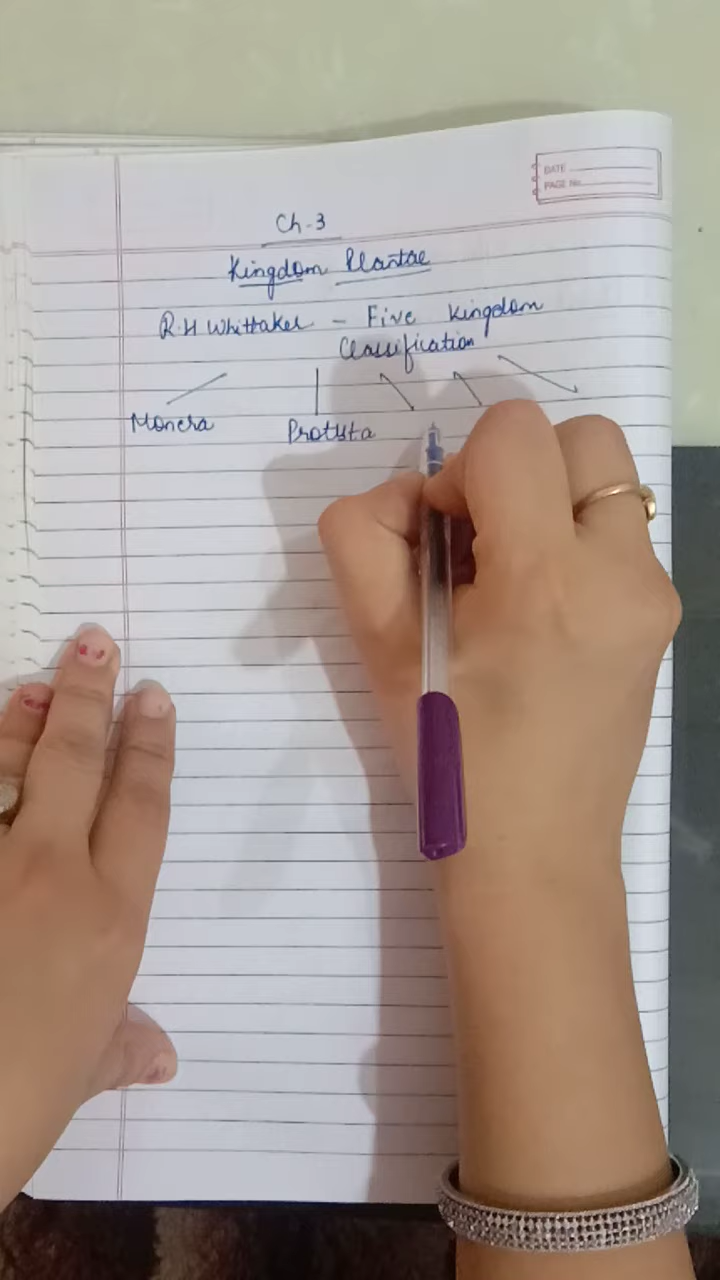 DATE
PAGE No.
Ch-3
Kingdom Plantae
R.H Whittaker - Five Kingdom
Classification
Monera Protista